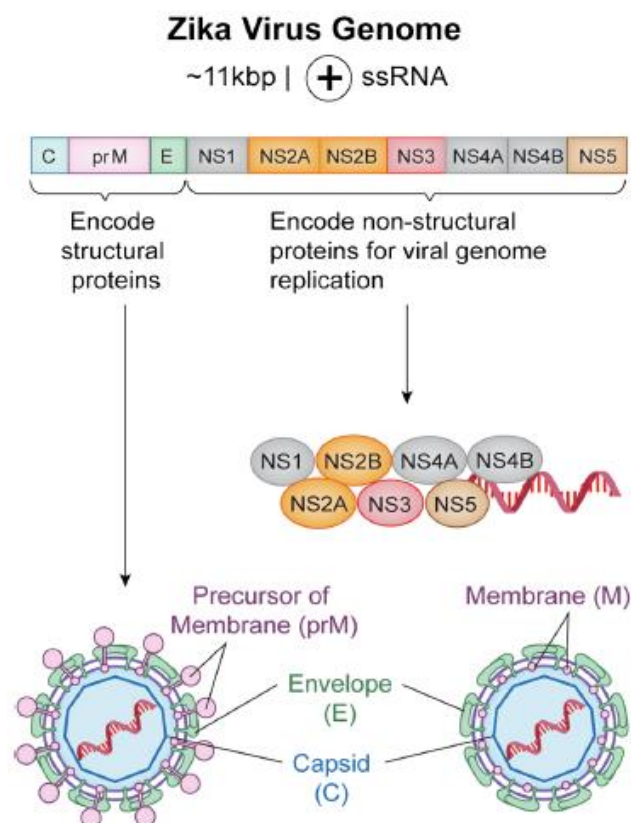 Zika Virus Genome
~11kbp | + ssRNA
C prM E NS1 NS2A NS2B NS3 NS4A NS4B NS5
Encode
structural
proteins
Encode non-structural
proteins for viral genome
replication
NS1 NS2B NS4A NS4B
NS2A NS3 NS5
Precursor of
Membrane (prM)
Membrane (M)
Envelope
(E)
Capsid
(C)